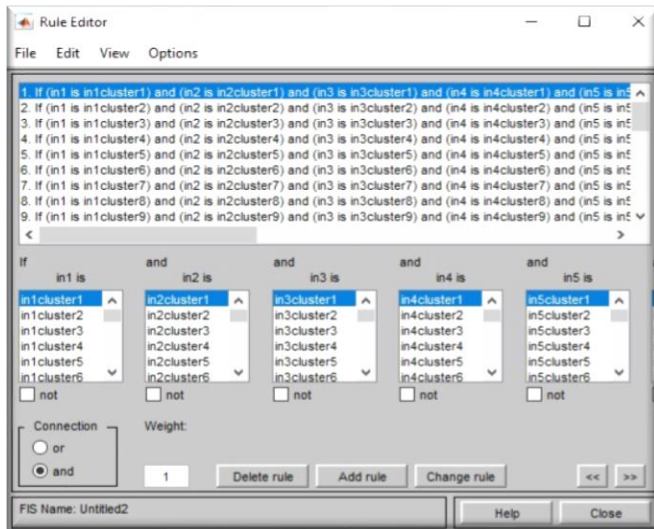 Rule Editor
File Edit View Options
1. If (in1 is in1cluster1) and (in2 is in2cluster1) and (in3 is in3cluster1) and (in4 is in4cluster1) and (in5 is in5
2. If (in1 is in1cluster2) and (in2 is in2cluster2) and (in3 is in3cluster2) and (in4 is in4cluster2) and (in5 is in5
3. If (in1 is in1cluster3) and (in2 is in2cluster3) and (in3 is in3cluster3) and (in4 is in4cluster3) and (in5 is in5
4. If (in1 is in1cluster4) and (in2 is in2cluster4) and (in3 is in3cluster4) and (in4 is in4cluster4) and (in5 is in5
5. If (in1 is in1cluster5) and (in2 is in2cluster5) and (in3 is in3cluster5) and (in4 is in4cluster5) and (in5 is in5
6. If (in1 is in1cluster6) and (in2 is in2cluster6) and (in3 is in3cluster6) and (in4 is in4cluster6) and (in5 is in5
7. If (in1 is in1cluster7) and (in2 is in2cluster7) and (in3 is in3cluster7) and (in4 is in4cluster7) and (in5 is in5
8. If (in1 is in1cluster8) and (in2 is in2cluster8) and (in3 is in3cluster8) and (in4 is in4cluster8) and (in5 is in5
9. If (in1 is in1cluster9) and (in2 is in2cluster9) and (in3 is in3cluster9) and (in4 is in4cluster9) and (in5 is in5
If and and and and
in1 is in2 is in3 is in4 is in5 is
in1cluster1 in2cluster1 in3cluster1 in4cluster1 in5cluster1
in1cluster2 in2cluster2 in3cluster2 in4cluster2 in5cluster2
in1cluster3 in2cluster3 in3cluster3 in4cluster3 in5cluster3
in1cluster4 in2cluster4 in3cluster4 in4cluster4 in5cluster4
in1cluster5 in2cluster5 in3cluster5 in4cluster5 in5cluster5
in1cluster6 in2cluster6 in3cluster6 in4cluster6 in5cluster6
not not not not not
Connection Weight:
or
and 1 Delete rule Add rule Change rule << >>
FIS Name: Untitled2 Help Close